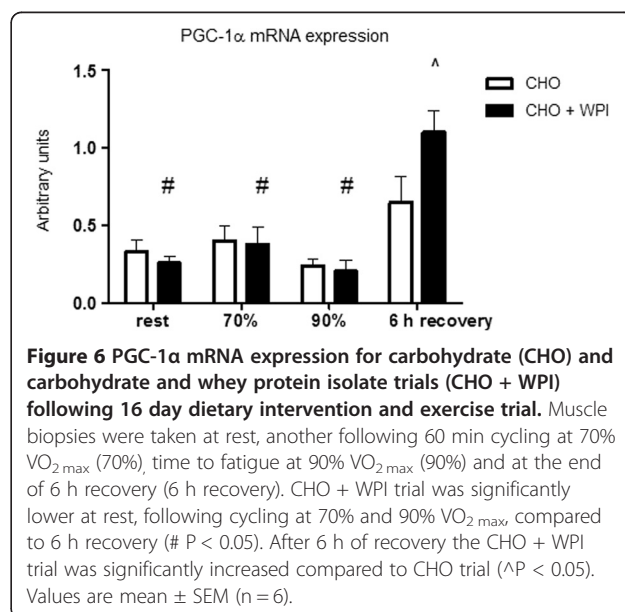 PGC-1α mRNA expression
^
CHO
CHO + WPI
Arbitrary units
1.5
1.0
0.5
0.0
# # #
rest 70% 90% 6 h recovery
Figure 6 PGC-1α mRNA expression for carbohydrate (CHO) and
carbohydrate and whey protein isolate trials (CHO + WPI)
following 16 day dietary intervention and exercise trial. Muscle
biopsies were taken at rest, another following 60 min cycling at 70%
VO2 max (70%), time to fatigue at 90% VO2 max (90%) and at the end
of 6 h recovery (6 h recovery). CHO + WPI trial was significantly
lower at rest, following cycling at 70% and 90% VO2 max, compared
to 6 h recovery (# P < 0.05). After 6 h of recovery the CHO + WPI
trial was significantly increased compared to CHO trial (^P < 0.05).
Values are mean ± SEM (n = 6).